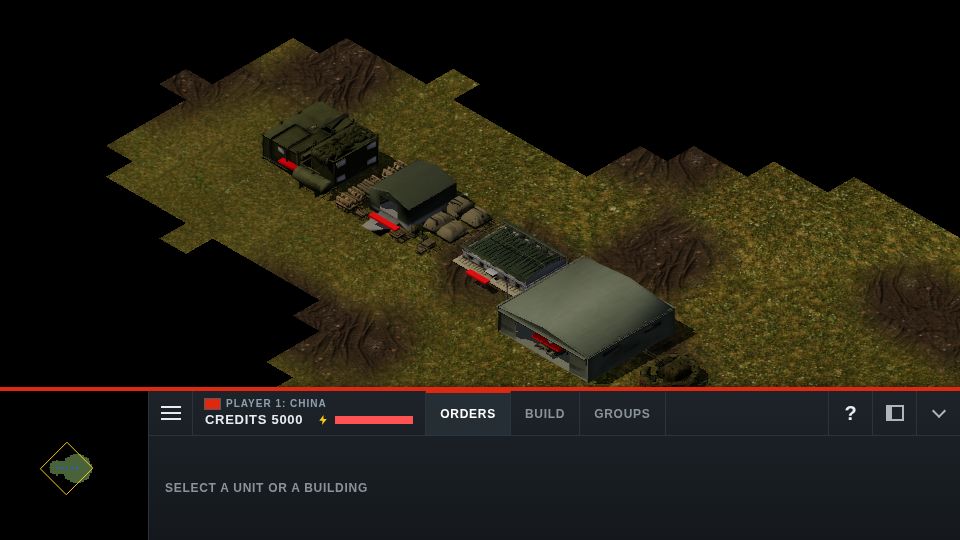 PLAYER 1: CHINA
CREDITS 5000
ORDERS
BUILD
GROUPS
?
SELECT A UNIT OR A BUILDING